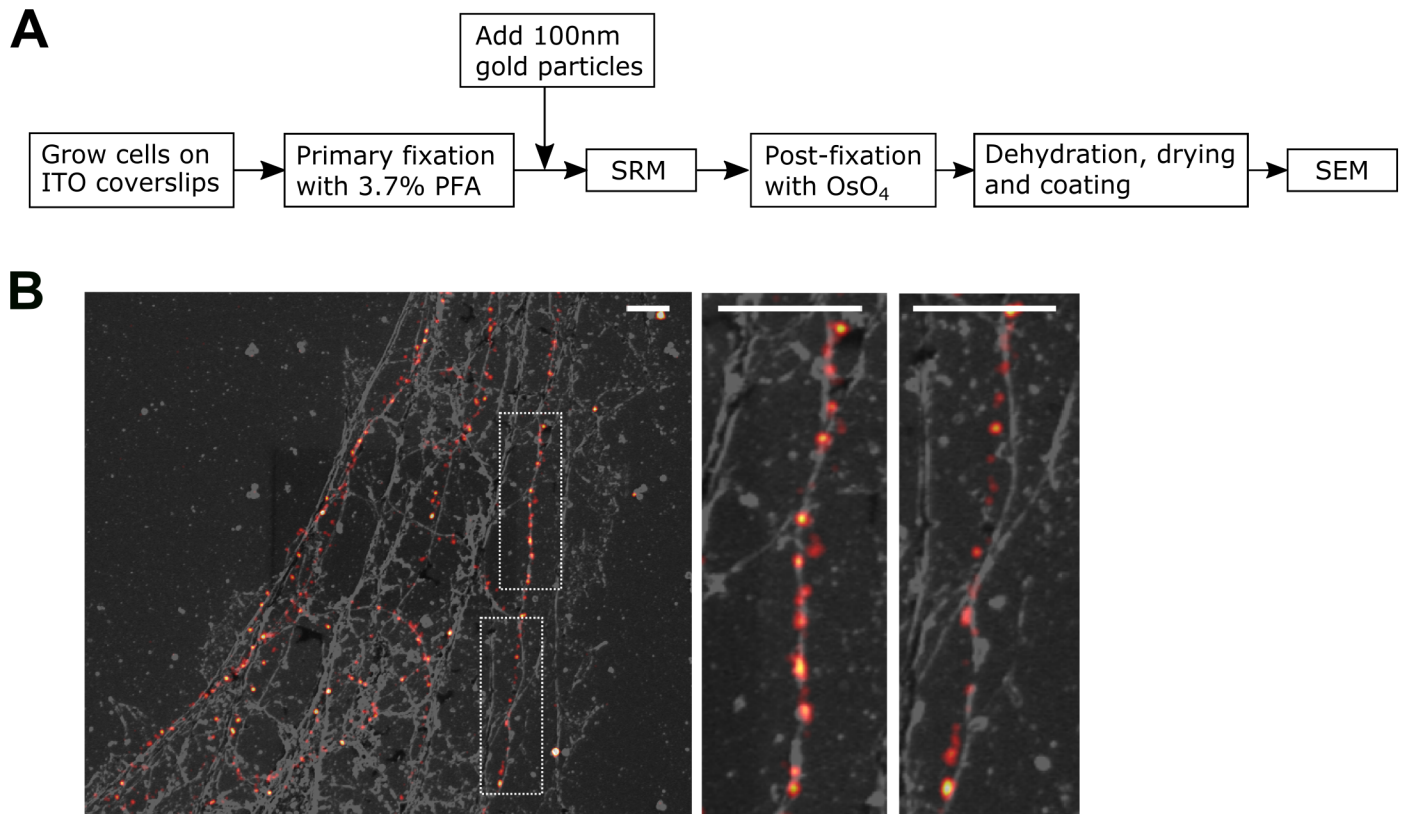 A
Add 100nm
gold particles
Grow cells on
ITO coverslips
Primary fixation
with 3.7% PFA
SRM
Post-fixation
with OsO₄
Dehydration, drying
and coating
SEM
B